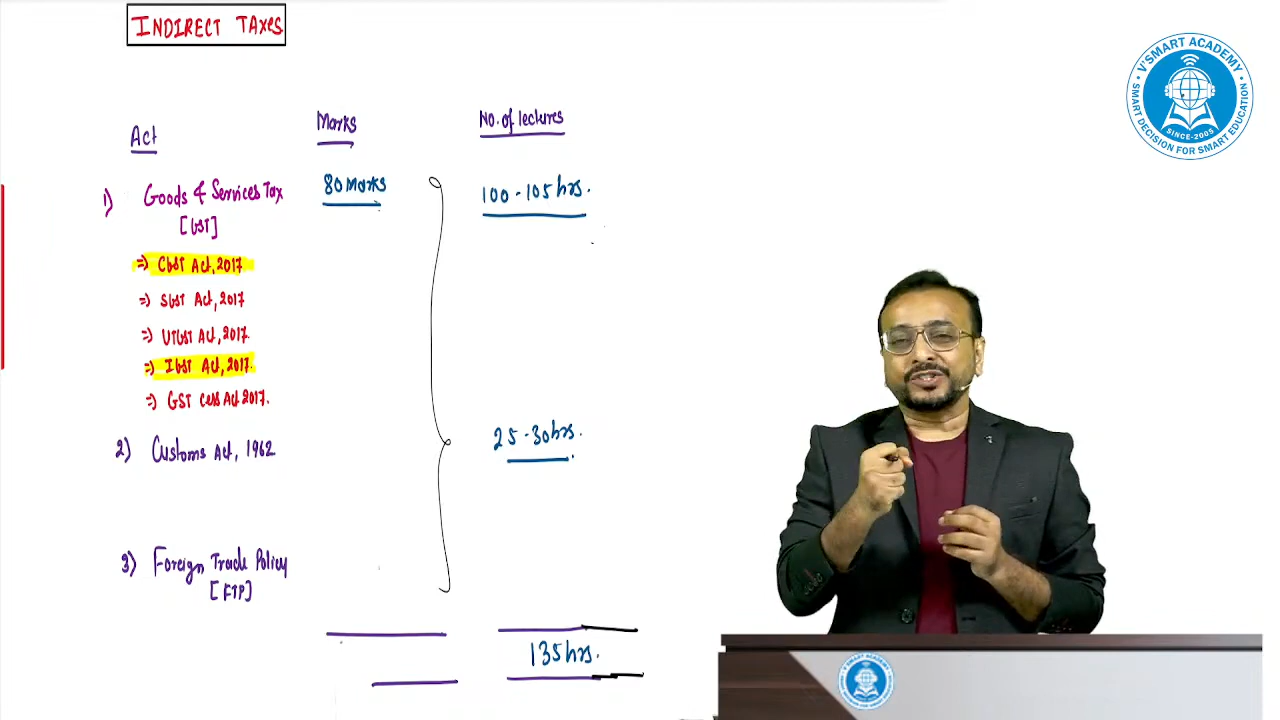 INDIRECT TAXES
Act
Marks
No. of lectures
1) Goods & Services Tax
[GST]
80 Marks
100-105 hrs.
=) CGST Act, 2017
=) SGST Act, 2017
=) UTGST Act, 2017.
=) IGST Act, 2017.
=) GST Cess Act 2017.
2) Customs Act, 1962
25-30 hrs.
3) Foreign Trade Policy
[FTP]
135 hrs.
V'SMART ACADEMY
SINCE-2005
SMART DECISION FOR SMART EDUCATION